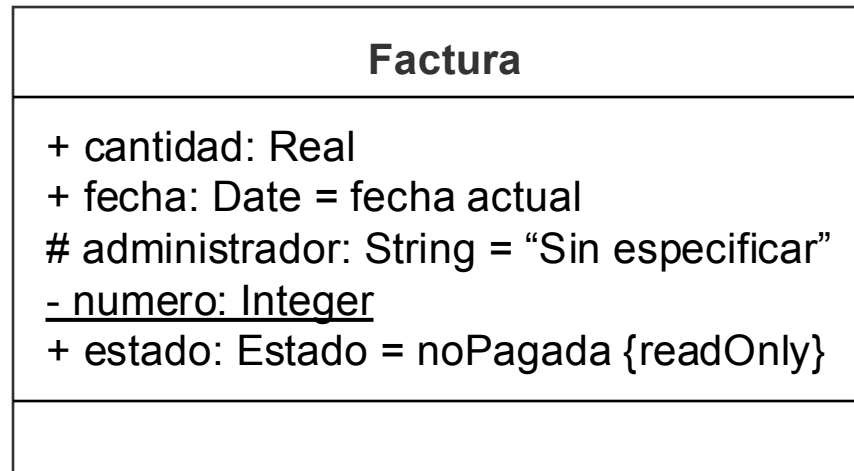 Factura
+ cantidad: Real
+ fecha: Date = fecha actual
# administrador: String = “Sin especificar”
- numero: Integer
+ estado: Estado = noPagada {readOnly}